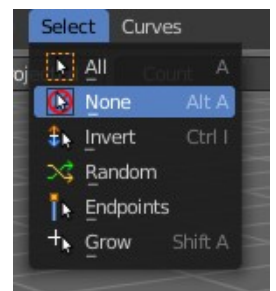 Select Curves
All A
None Alt A
Invert Ctrl I
Random
Endpoints
Grow Shift A